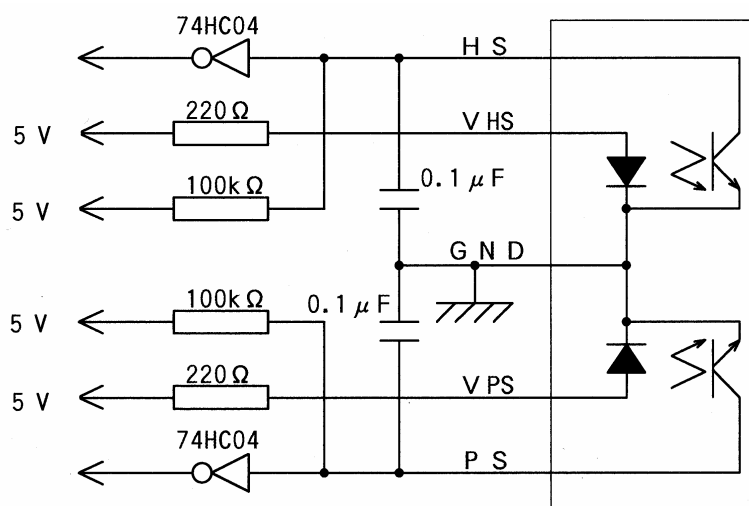 74HC04
H S
220Ω
5 V
V HS
100kΩ
5 V
0.1 μF
G N D
100kΩ
5 V
0.1 μF
220Ω
5 V
V PS
74HC04
P S